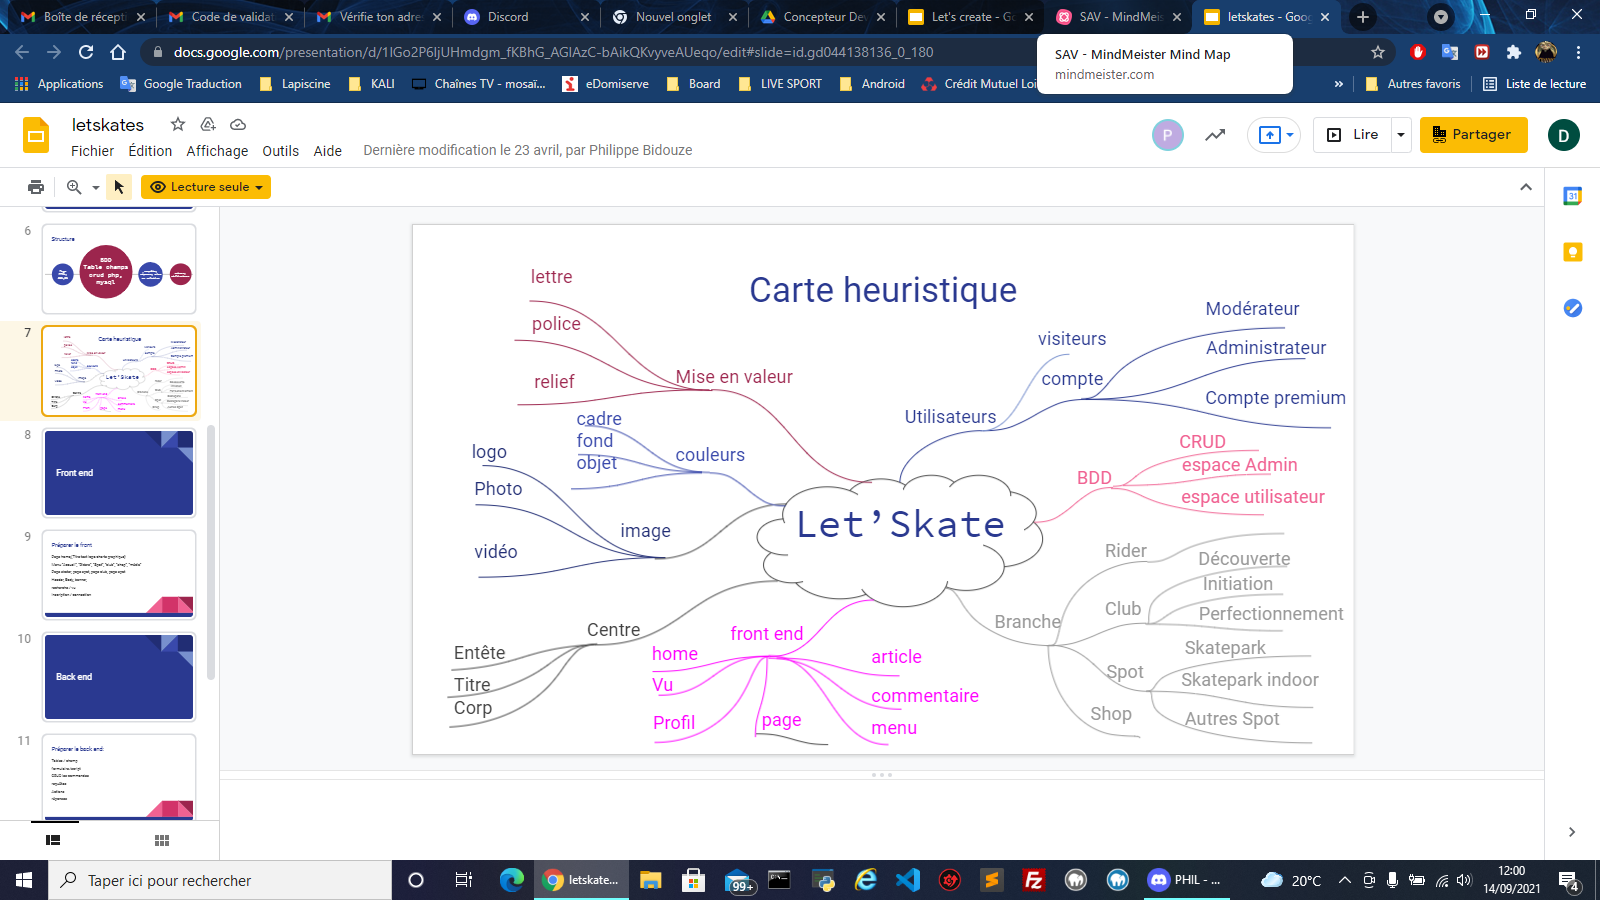 Boîte de récepti
Code de validat
Vérifie ton adre
Discord
Nouvel onglet
Concepteur Dev
Let's create - Go
SAV - MindMeis
letskates - Goog
docs.google.com/presentation/d/1IGo2P6IjUHmdgm_fKBhG_AGIAzC-bAikQKvyveAUeqo/edit#slide=id.gd044138136_0_180
SAV - MindMeister Mind Map
mindmeister.com
Applications
Google Traduction
Lapiscine
KALI
Chaînes TV - mosaï...
eDomiserve
Board
LIVE SPORT
Android
Crédit Mutuel Loi
»
Autres favoris
Liste de lecture
letskates
Fichier Édition Affichage Outils Aide
Dernière modification le 23 avril, par Philippe Bidouze
P
Lire
Partager
D
Lecture seule
31
6
Structure
BDD
Table champs
crud php,
mysql
7
Carte heuristique
Let'Skate
8
Front end
9
Préparer le front
10
Back end
11
Préparer le back end:
Carte heuristique
lettre
police
relief
Mise en valeur
cadre
fond
objet
couleurs
logo
Photo
vidéo
image
visiteurs
compte
Utilisateurs
Modérateur
Administrateur
Compte premium
BDD
CRUD
espace Admin
espace utilisateur
Let’Skate
Centre
Entête
Titre
Corp
front end
home
Vu
Profil
page
article
commentaire
menu
Branche
Rider
Club
Découverte
Initiation
Perfectionnement
Spot
Skatepark
Skatepark indoor
Autres Spot
Shop
Taper ici pour rechercher
letskate...
99+
PHIL - ...
20°C
12:00
14/09/2021
4